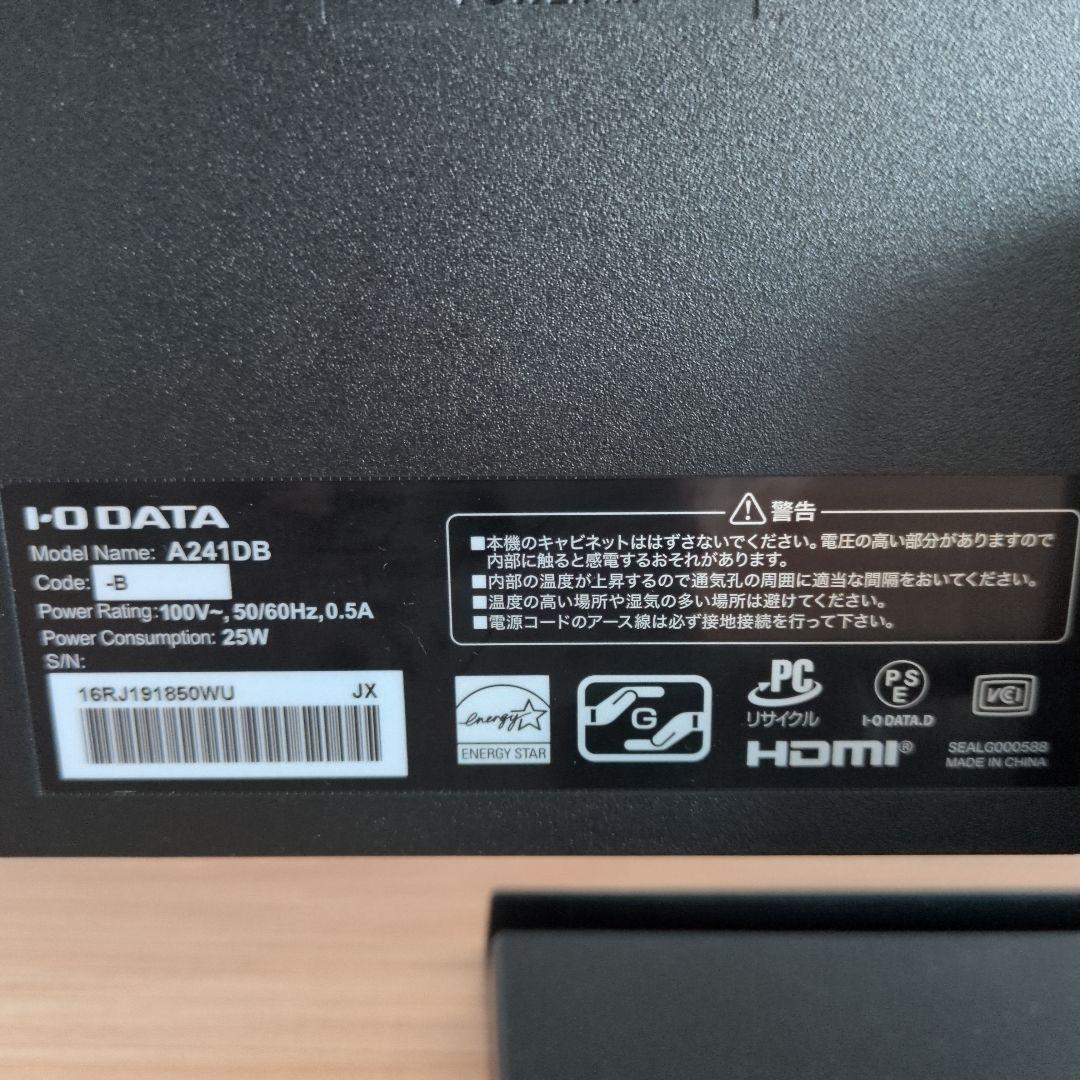 I-O DATA
Model Name: A241DB
Code: -B
Power Rating:100V~, 50/60Hz,0.5A
Power Consumption: 25W
S/N:
16RJ191850WU JX
警告
■本機のキャビネットははずさないでください。電圧の高い部分がありますので
内部に触ると感電するおそれがあります。
■内部の温度が上昇するので通気孔の周囲に適当な間隔をおいてください。
■温度の高い場所や湿気の多い場所は避けてください。
■電源コードのアース線は必ず接地接続を行って下さい。
energy
ENERGY STAR
G
PC
リサイクル
PS
E
I-O DATA.D
VCI
HDMI®
SEALG000588
MADE IN CHINA